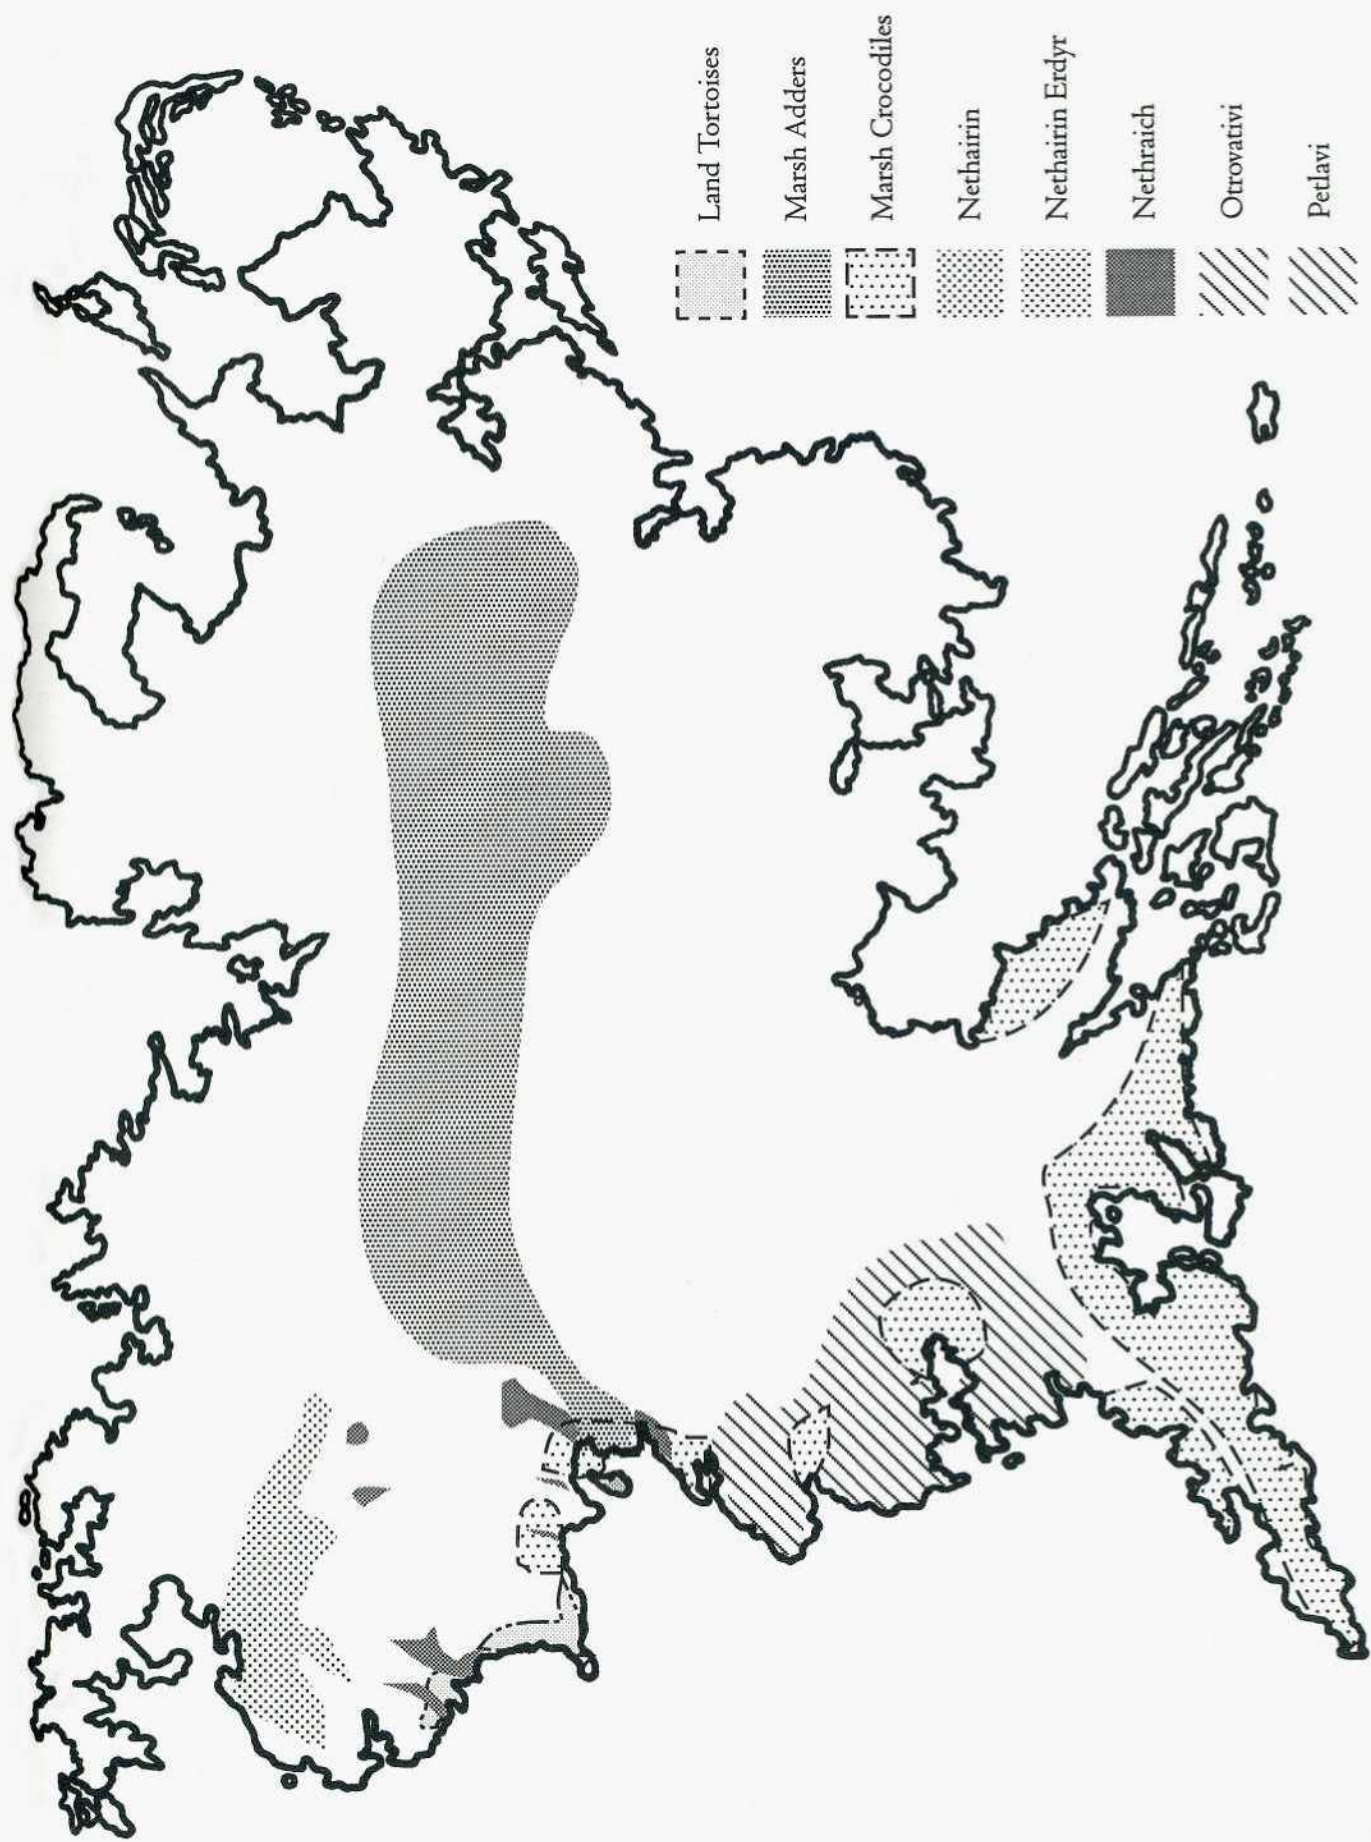 Land Tortoises
Marsh Adders
Marsh Crocodiles
Nethairin
Nethairin Erdyr
Nethraich
Otrovativi
Petlavi